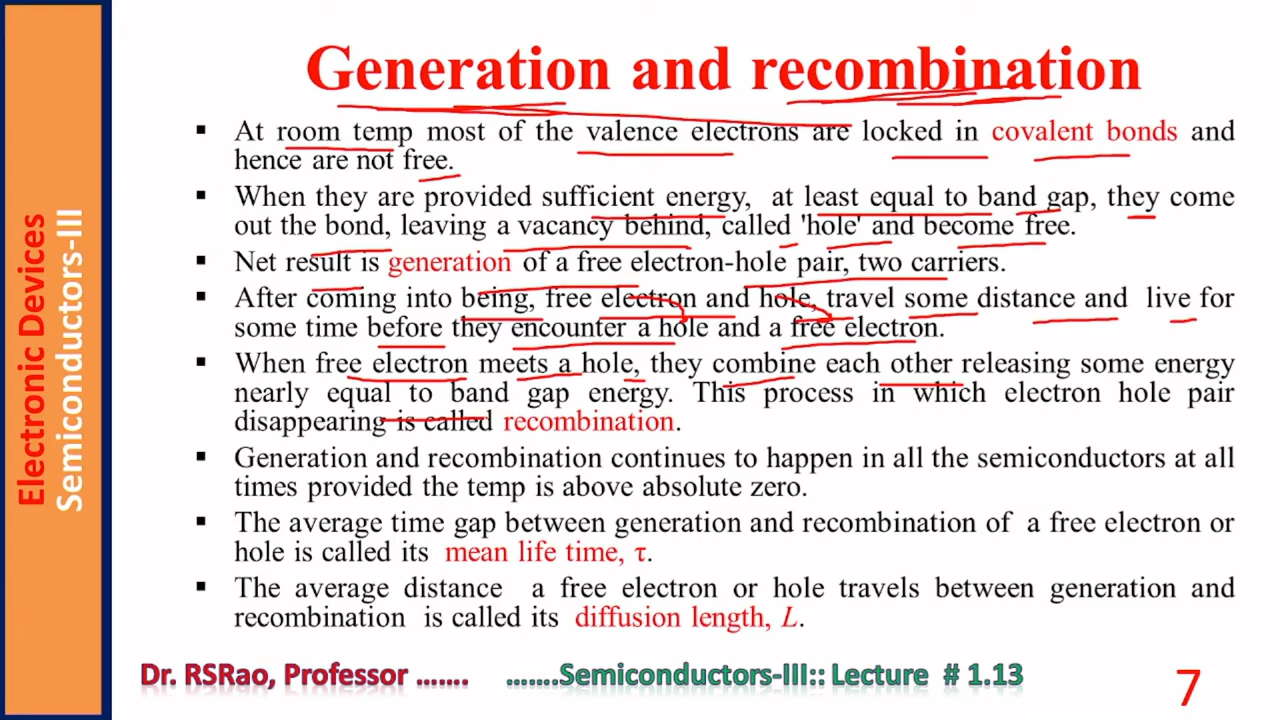 Electronic Devices
Semiconductors-III
Generation and recombination
▪ At room temp most of the valence electrons are locked in covalent bonds and
hence are not free.
▪ When they are provided sufficient energy, at least equal to band gap, they come
out the bond, leaving a vacancy behind, called 'hole' and become free.
▪ Net result is generation of a free electron-hole pair, two carriers.
▪ After coming into being, free electron and hole, travel some distance and live for
some time before they encounter a hole and a free electron.
▪ When free electron meets a hole, they combine each other releasing some energy
nearly equal to band gap energy. This process in which electron hole pair
disappearing is called recombination.
▪ Generation and recombination continues to happen in all the semiconductors at all
times provided the temp is above absolute zero.
▪ The average time gap between generation and recombination of a free electron or
hole is called its mean life time, τ.
▪ The average distance a free electron or hole travels between generation and
recombination is called its diffusion length, L.
Dr. RSRao, Professor ……. …….Semiconductors-III:: Lecture # 1.13
7